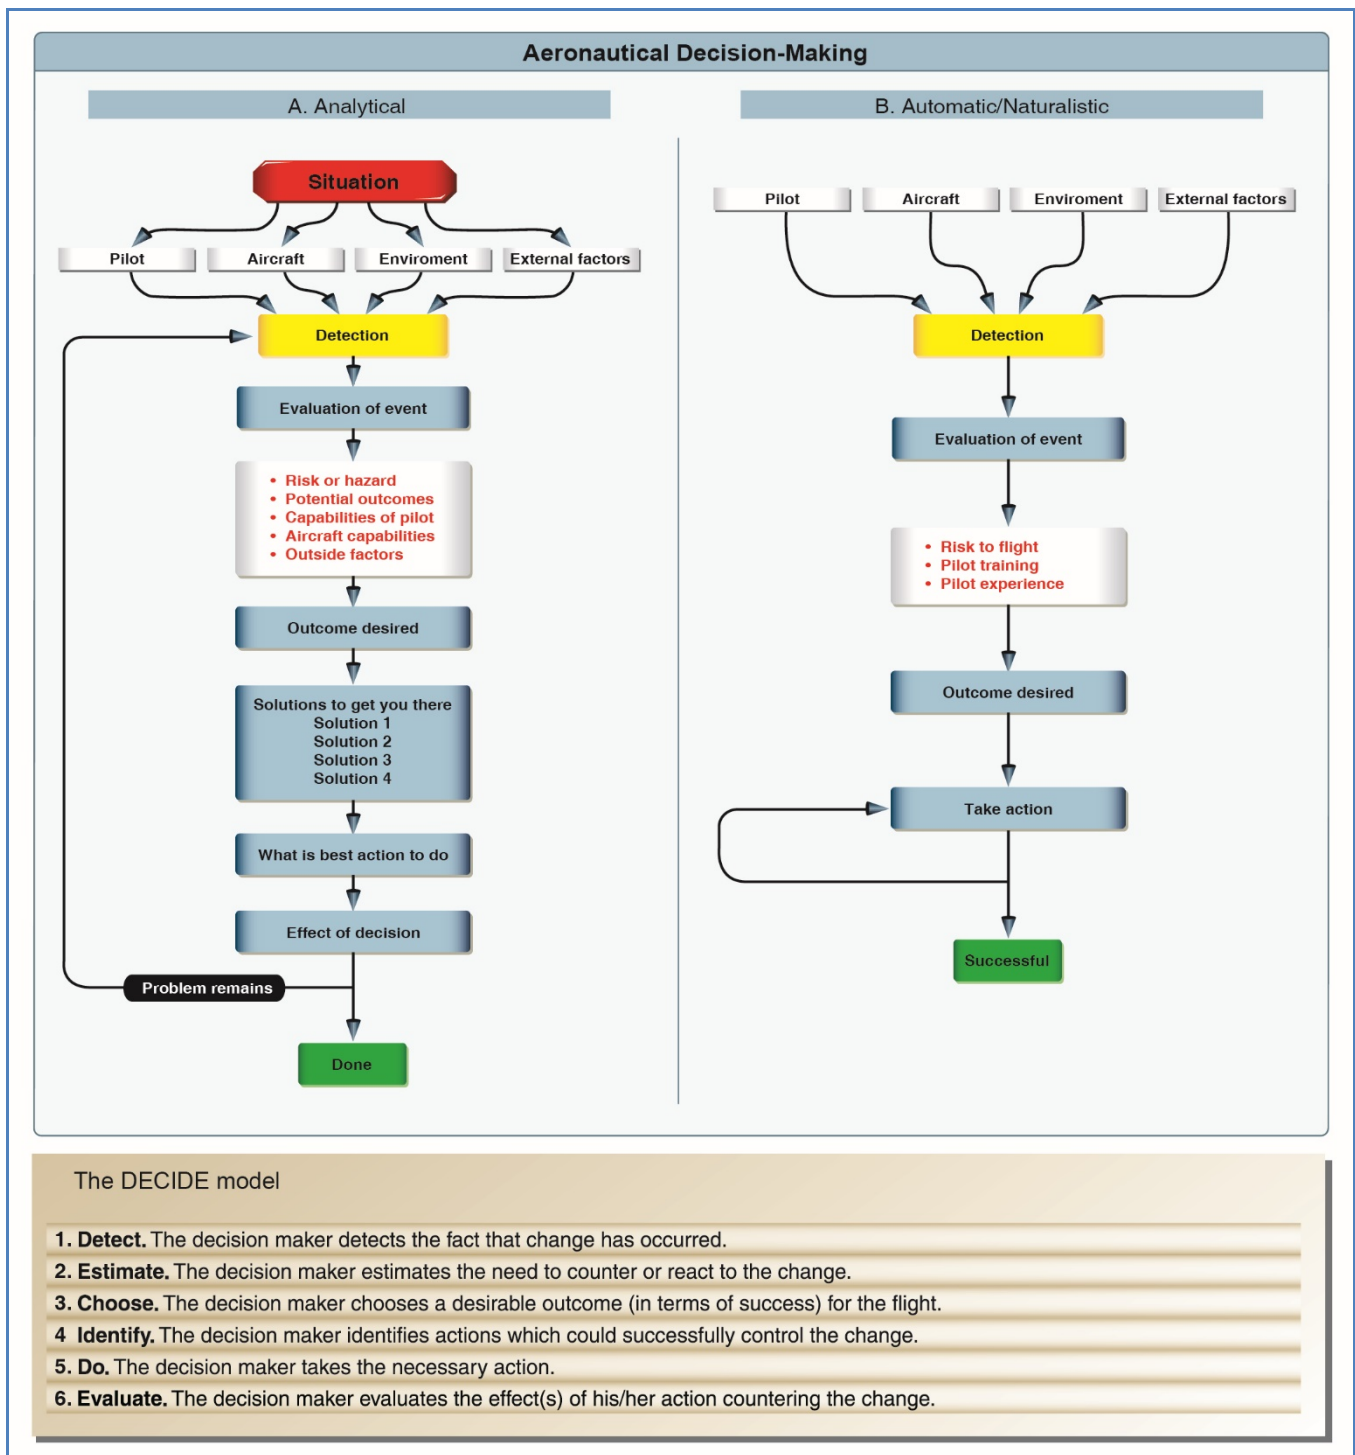 Aeronautical Decision-Making
A. Analytical
Situation
Pilot
Aircraft
Enviroment
External factors
Detection
Evaluation of event
• Risk or hazard
• Potential outcomes
• Capabilities of pilot
• Aircraft capabilities
• Outside factors
Outcome desired
Solutions to get you there
Solution 1
Solution 2
Solution 3
Solution 4
What is best action to do
Effect of decision
Problem remains
Done
B. Automatic/Naturalistic
Pilot
Aircraft
Enviroment
External factors
Detection
Evaluation of event
• Risk to flight
• Pilot training
• Pilot experience
Outcome desired
Take action
Successful
The DECIDE model
1. Detect. The decision maker detects the fact that change has occurred.
2. Estimate. The decision maker estimates the need to counter or react to the change.
3. Choose. The decision maker chooses a desirable outcome (in terms of success) for the flight.
4 Identify. The decision maker identifies actions which could successfully control the change.
5. Do. The decision maker takes the necessary action.
6. Evaluate. The decision maker evaluates the effect(s) of his/her action countering the change.